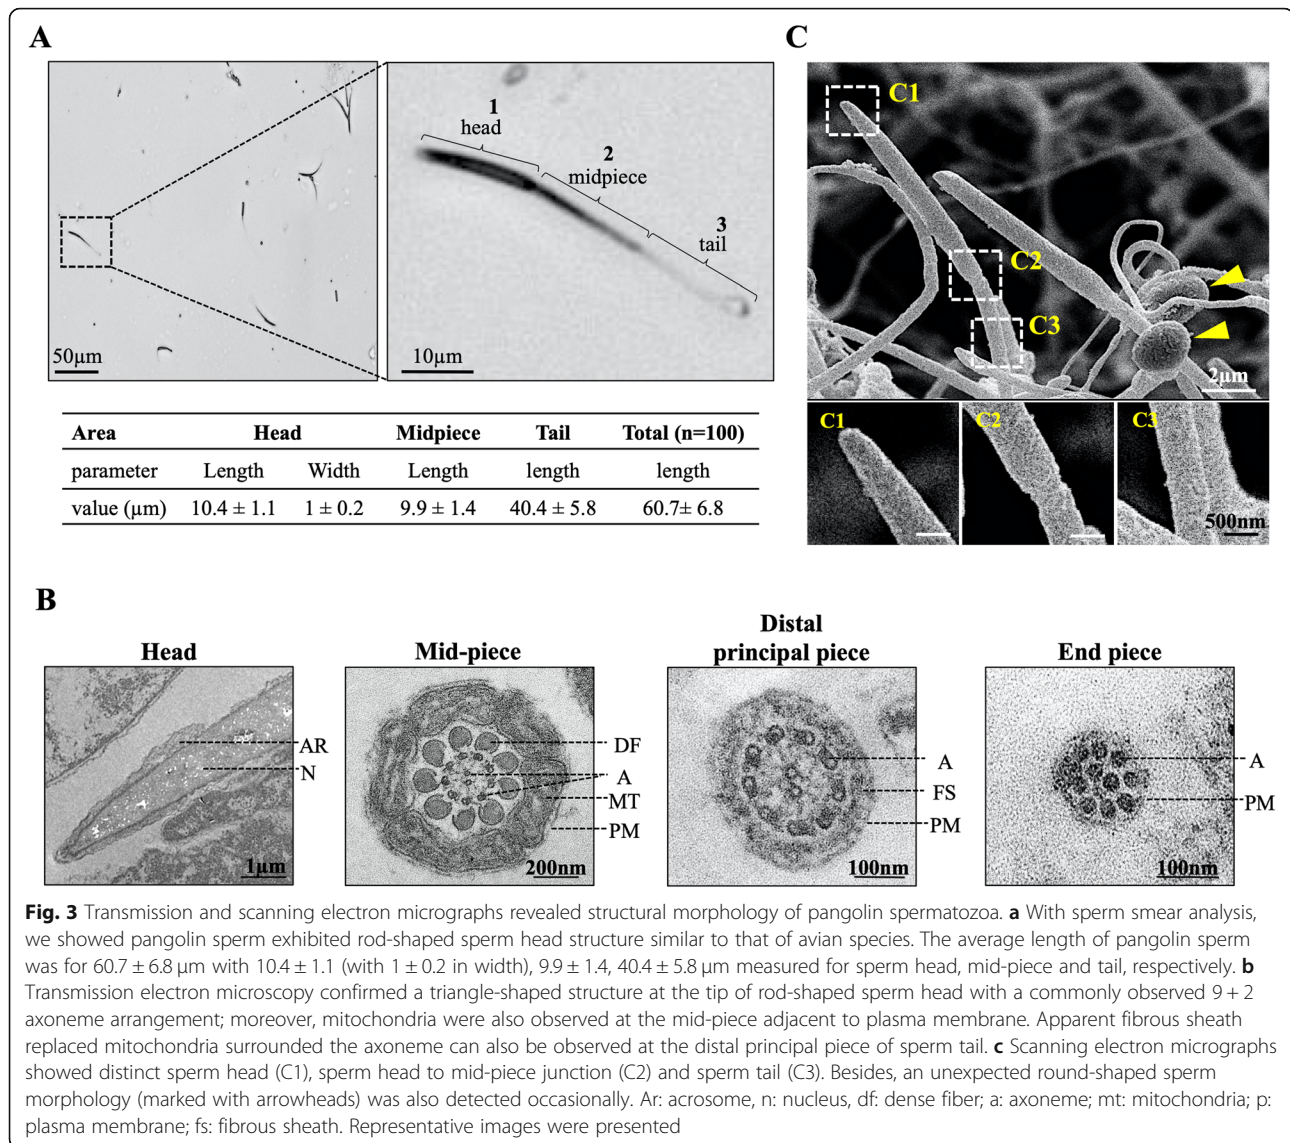 A
1
head
2
midpiece
3
tail
50μm
10μm
Area Head Midpiece Tail Total (n=100)
parameter Length Width Length length length
value (μm) 10.4 ± 1.1 1 ± 0.2 9.9 ± 1.4 40.4 ± 5.8 60.7± 6.8
C
C1
C2
C3
2μm
C1
C2
C3
500nm
B
Head
AR
N
1μm
Mid-piece
DF
A
MT
PM
200nm
Distal
principal piece
A
FS
PM
100nm
End piece
A
PM
100nm
Fig. 3 Transmission and scanning electron micrographs revealed structural morphology of pangolin spermatozoa. a With sperm smear analysis,
we showed pangolin sperm exhibited rod-shaped sperm head structure similar to that of avian species. The average length of pangolin sperm
was for 60.7 ± 6.8 μm with 10.4 ± 1.1 (with 1 ± 0.2 in width), 9.9 ± 1.4, 40.4 ± 5.8 μm measured for sperm head, mid-piece and tail, respectively. b
Transmission electron microscopy confirmed a triangle-shaped structure at the tip of rod-shaped sperm head with a commonly observed 9 + 2
axoneme arrangement; moreover, mitochondria were also observed at the mid-piece adjacent to plasma membrane. Apparent fibrous sheath
replaced mitochondria surrounded the axoneme can also be observed at the distal principal piece of sperm tail. c Scanning electron micrographs
showed distinct sperm head (C1), sperm head to mid-piece junction (C2) and sperm tail (C3). Besides, an unexpected round-shaped sperm
morphology (marked with arrowheads) was also detected occasionally. Ar: acrosome, n: nucleus, df: dense fiber; a: axoneme; mt: mitochondria; p:
plasma membrane; fs: fibrous sheath. Representative images were presented